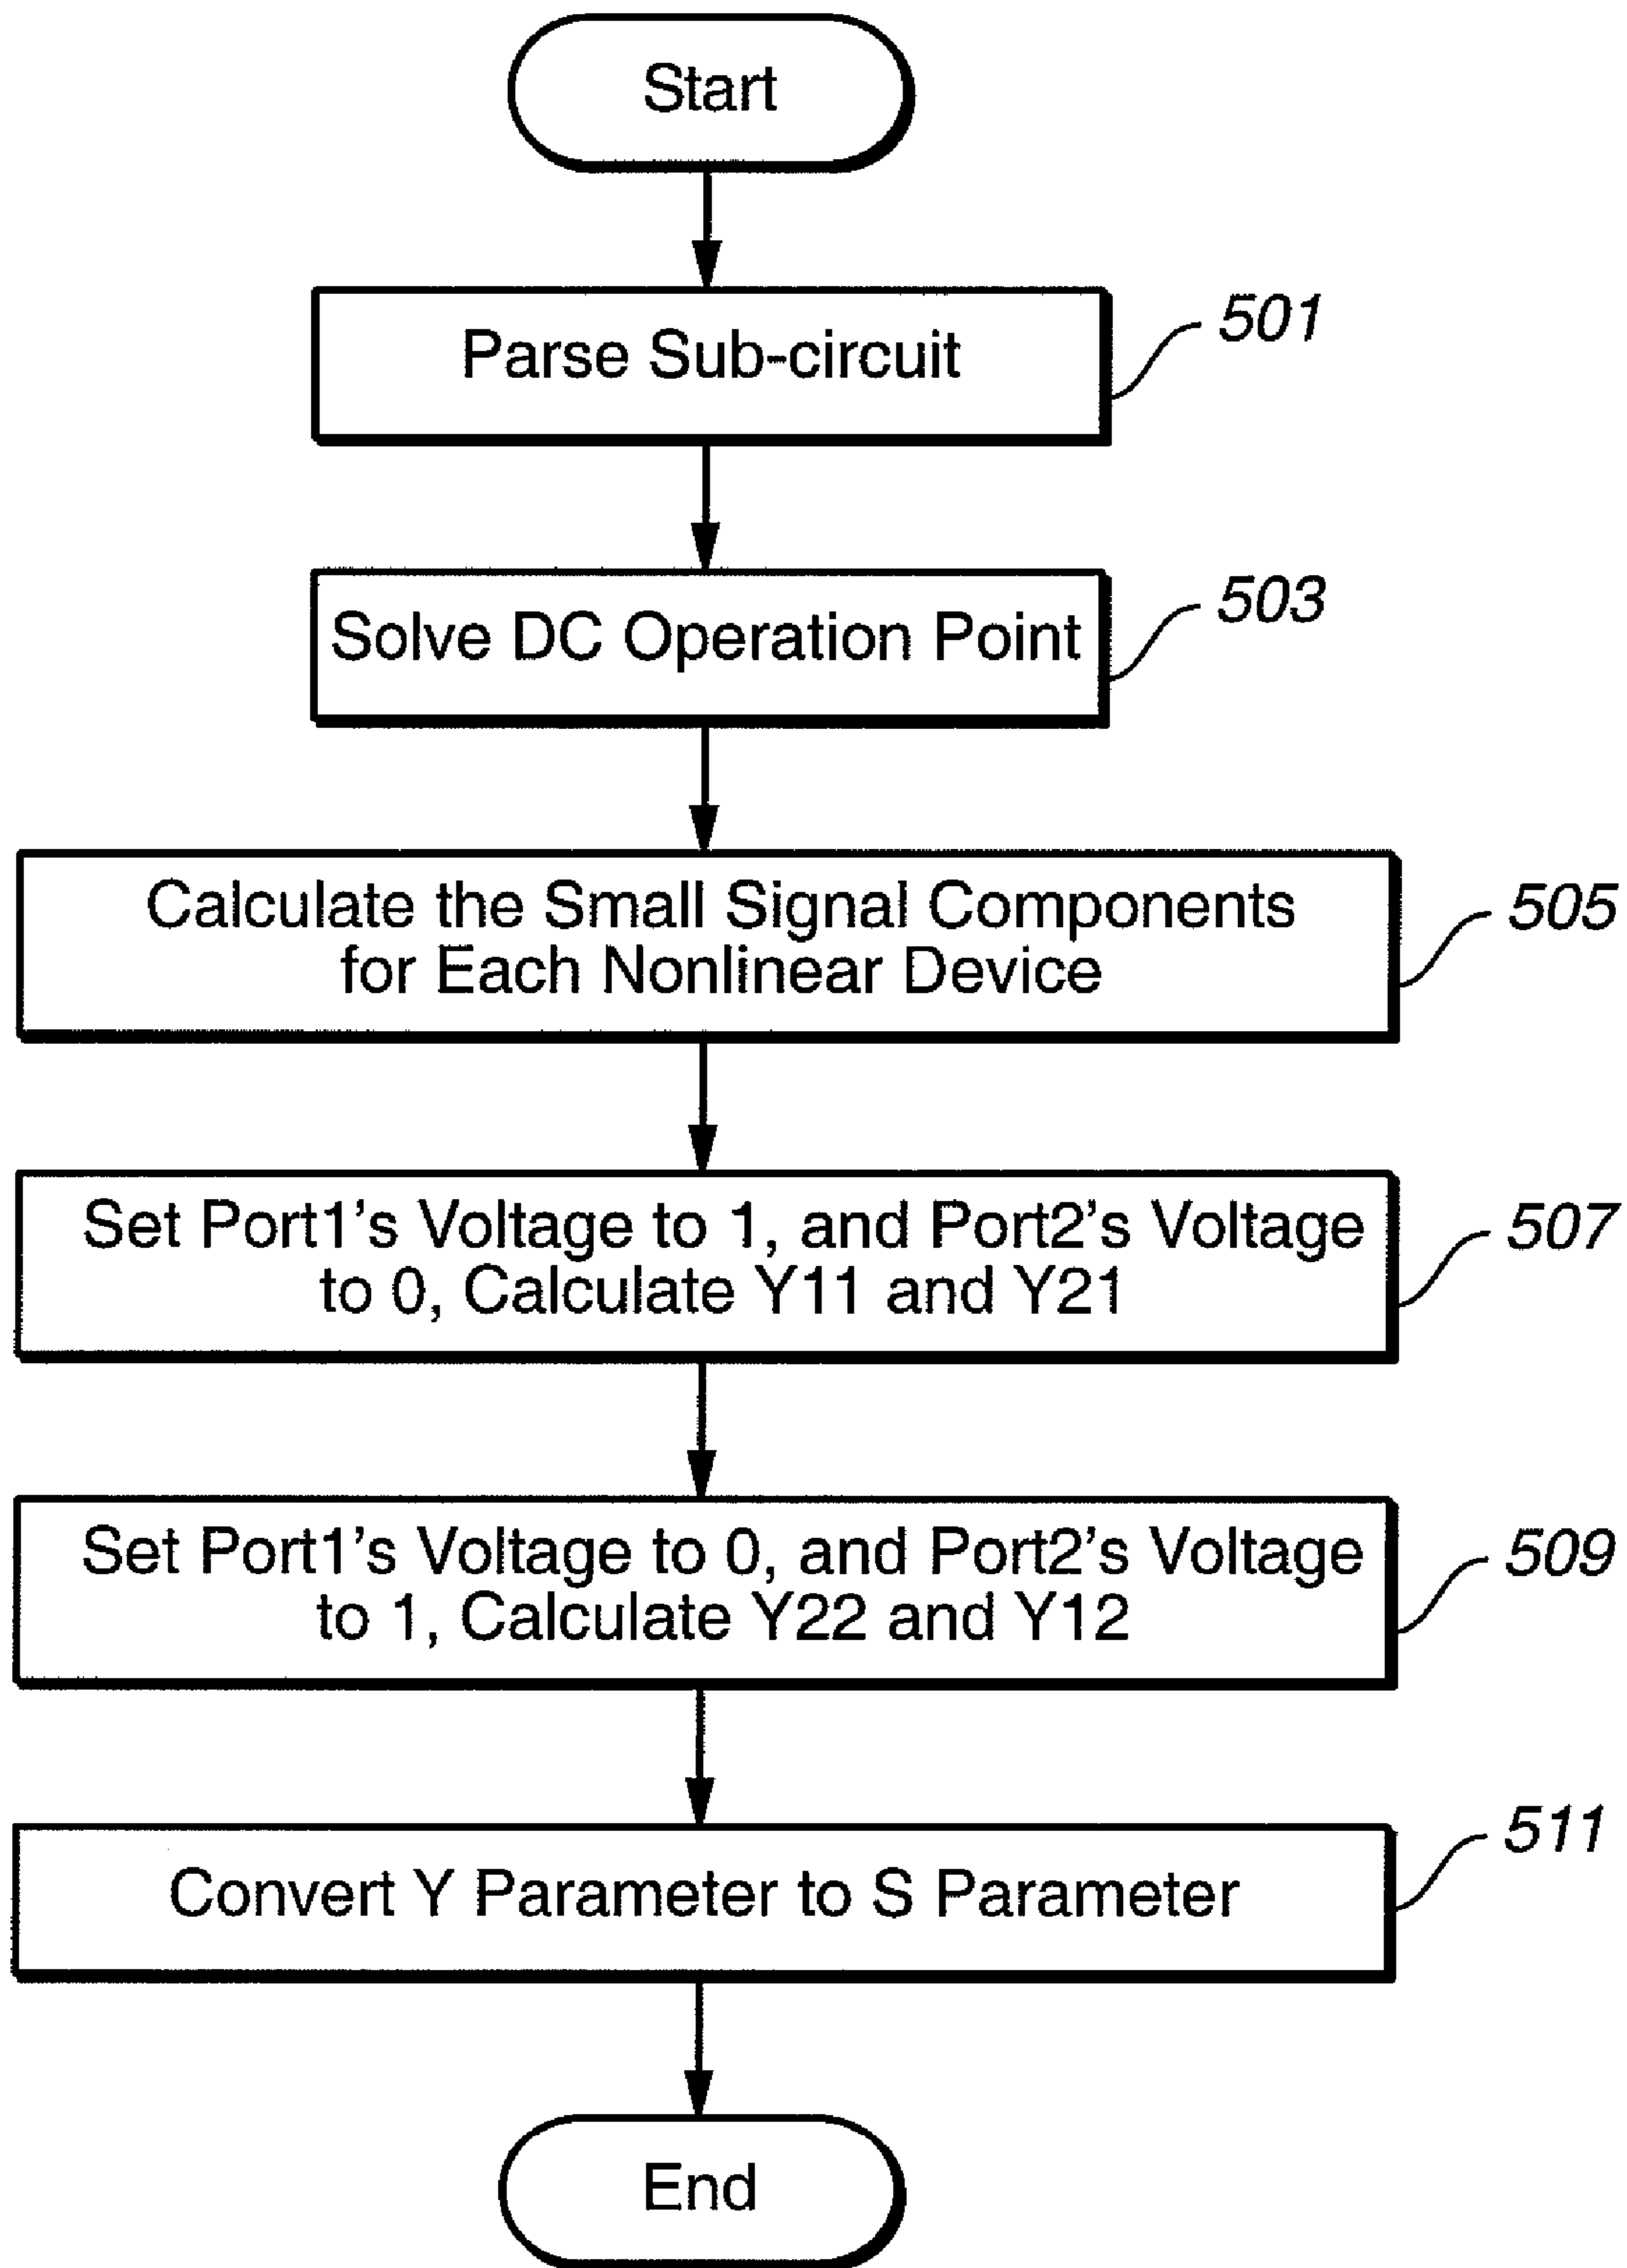 Start
Parse Sub-circuit
501
Solve DC Operation Point
503
Calculate the Small Signal Components
for Each Nonlinear Device
505
Set Port1's Voltage to 1, and Port2's Voltage
to 0, Calculate Y11 and Y21
507
Set Port1's Voltage to 0, and Port2's Voltage
to 1, Calculate Y22 and Y12
509
Convert Y Parameter to S Parameter
511
End